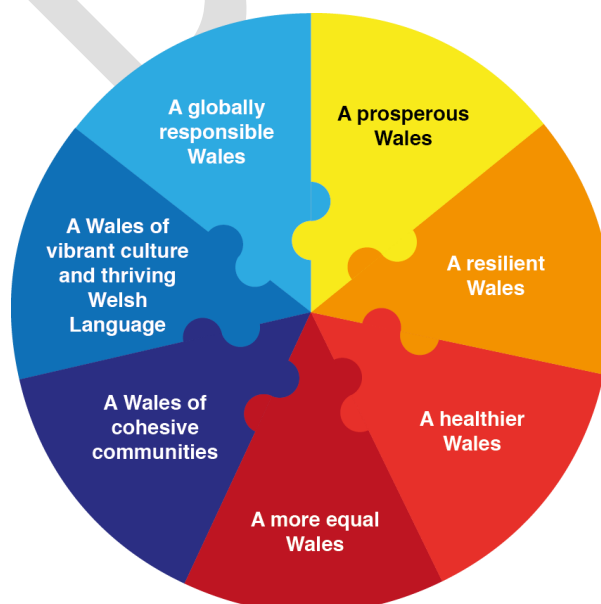 A prosperous
Wales
A resilient
Wales
A healthier
Wales
A more equal
Wales
A Wales of
cohesive
communities
A Wales of
vibrant culture
and thriving
Welsh
Language
A globally
responsible
Wales